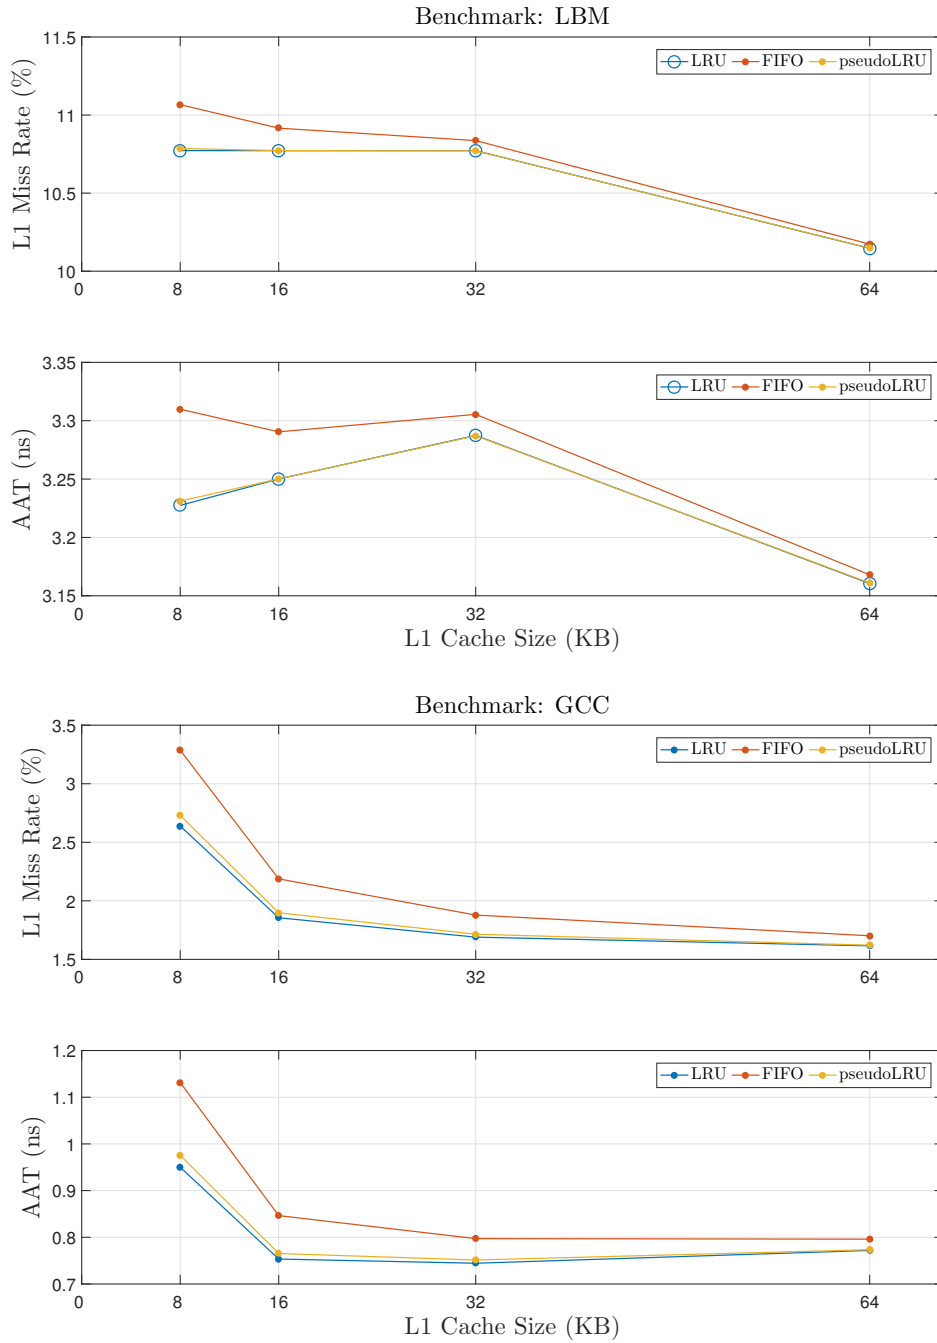 Benchmark: LBM
L1 Miss Rate (%)
11.5
11
10.5
10
LRU FIFO pseudoLRU
0 8 16 32 64
AAT (ns)
3.35
3.3
3.25
3.2
3.15
LRU FIFO pseudoLRU
0 8 16 32 64
L1 Cache Size (KB)
Benchmark: GCC
L1 Miss Rate (%)
3.5
3
2.5
2
1.5
LRU FIFO pseudoLRU
0 8 16 32 64
AAT (ns)
1.2
1.1
1
0.9
0.8
0.7
LRU FIFO pseudoLRU
0 8 16 32 64
L1 Cache Size (KB)